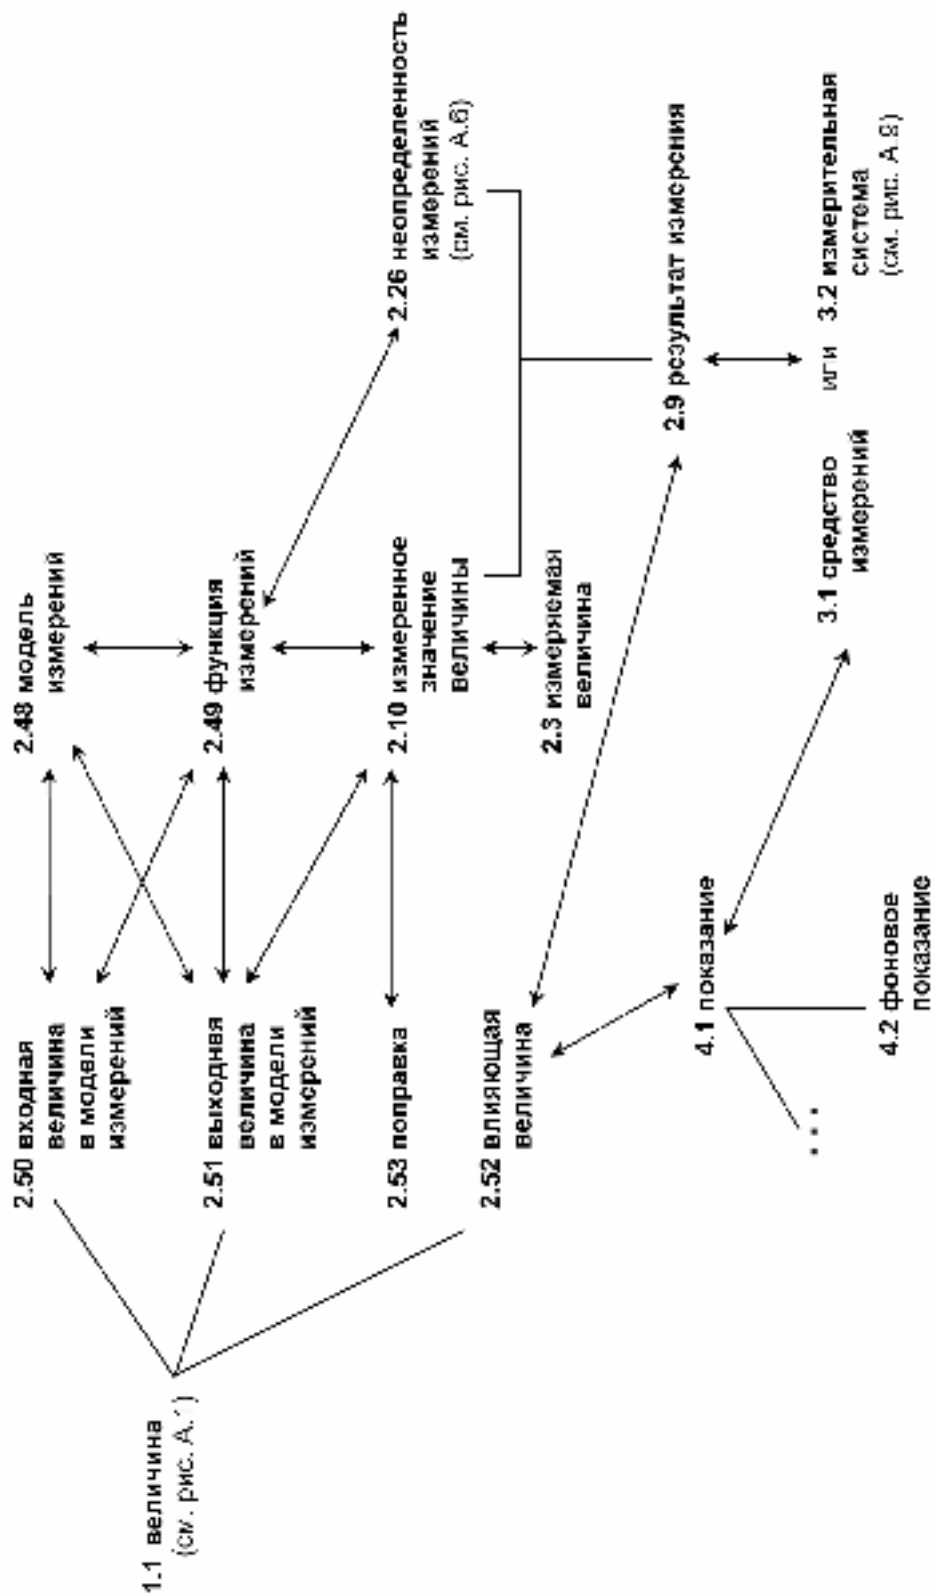 1.1 величина
(см. рис. А.1)
2.50 входная
величина
в модели
измерений
2.51 выходная
величина
в модели
измерений
2.53 поправка
2.52 влияющая
величина
4.1 показание
...
4.2 фоновое
показание
2.48 модель
измерений
2.49 функция
измерений
2.10 измеренное
значение
величины
2.3 измеряемая
величина
2.26 неопределенность
измерений
(см. рис. А.6)
2.9 результат измерения
3.1 средство
измерений
или
3.2 измерительная
система
(см. рис. А.9)